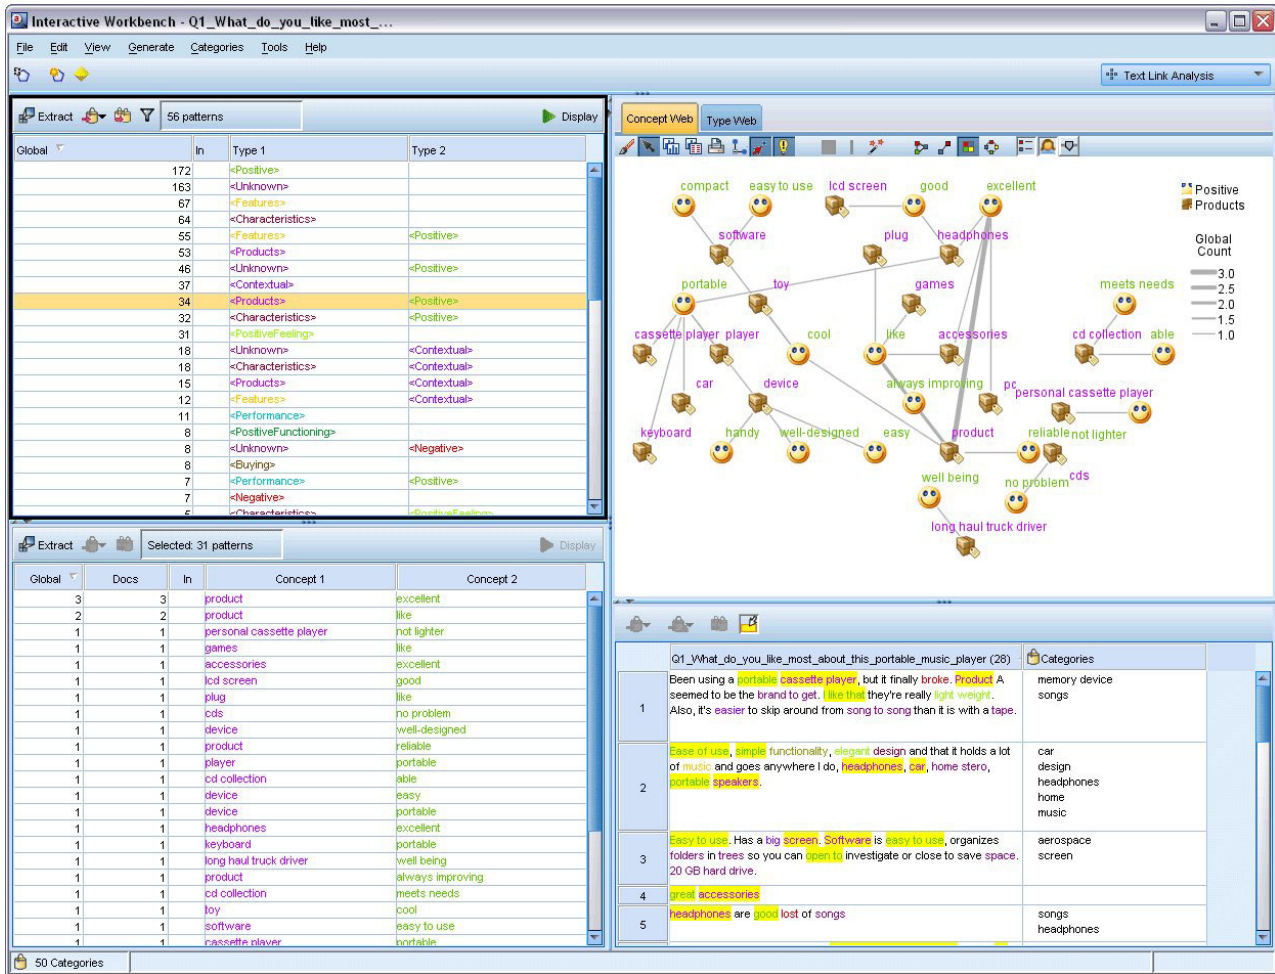 Interactive Workbench - Q1_What_do_you_like_most_...
File Edit View Generate Categories Tools Help
Text Link Analysis
Extract 56 patterns Display
Global In Type 1 Type 2
172 <Positive>
163 <Unknown>
67 <Features>
64 <Characteristics>
55 <Features> <Positive>
53 <Products>
46 <Unknown> <Positive>
37 <Contextual>
34 <Products> <Positive>
32 <Characteristics> <Positive>
31 <PositiveFeeling>
18 <Unknown> <Contextual>
18 <Characteristics> <Contextual>
15 <Products> <Contextual>
12 <Features> <Contextual>
11 <Performance>
8 <PositiveFunctioning>
8 <Unknown> <Negative>
8 <Buying>
7 <Performance> <Positive>
7 <Negative>
<Characteristics> <PositiveFeeling>
Extract Selected: 31 patterns Display
Global Docs In Concept 1 Concept 2
3 3 product excellent
2 2 product like
1 1 personal cassette player not lighter
1 1 games like
1 1 accessories excellent
1 1 lcd screen good
1 1 plug like
1 1 cds no problem
1 1 device well-designed
1 1 product reliable
1 1 player portable
1 1 cd collection able
1 1 device easy
1 1 device portable
1 1 headphones excellent
1 1 keyboard portable
1 1 long haul truck driver well being
1 1 product always improving
1 1 cd collection meets needs
1 1 toy cool
1 1 software easy to use
1 1 cassette player portable
50 Categories
Concept Web Type Web
compact easy to use lcd screen good excellent
Positive
Products
software plug headphones
Global
Count
3.0
2.5
2.0
1.5
1.0
portable toy games meets needs
cassette player player cool like accessories cd collection able
car device always improving pc personal cassette player
keyboard handy well-designed easy product reliable not lighter
well being no problem cds
long haul truck driver
Q1_What_do_you_like_most_about_this_portable_music_player (28) Categories
1
Been using a portable cassette player, but it finally broke. Product A
seemed to be the brand to get. I like that they're really light weight.
Also, it's easier to skip around from song to song than it is with a tape.
memory device
songs
2
Ease of use, simple functionality, elegant design and that it holds a lot
of music and goes anywhere I do, headphones, car, home stero,
portable speakers.
car
design
headphones
home
music
3
Easy to use. Has a big screen. Software is easy to use, organizes
folders in trees so you can open to investigate or close to save space.
20 GB hard drive.
aerospace
screen
4
great accessories
5
headphones are good lost of songs
songs
headphones